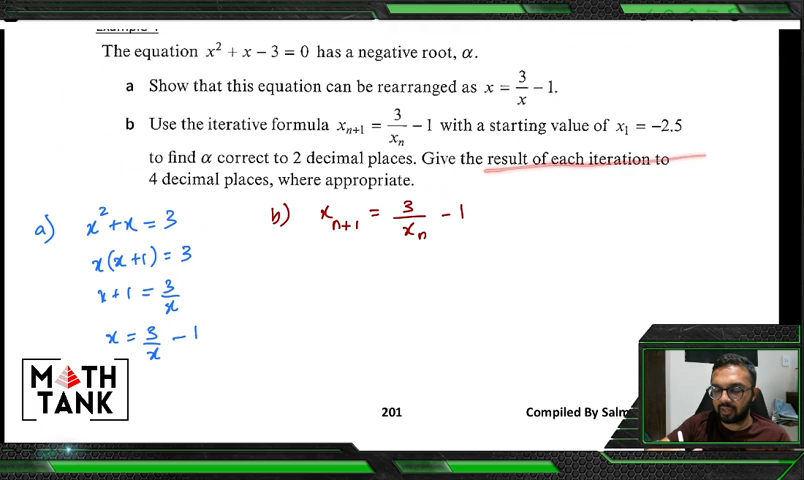 The equation x² + x − 3 = 0 has a negative root, α.
a Show that this equation can be rearranged as x = 3/x − 1.
b Use the iterative formula xₙ₊₁ = 3/xₙ − 1 with a starting value of x₁ = −2.5
to find α correct to 2 decimal places. Give the result of each iteration to
4 decimal places, where appropriate.
a) x² + x = 3
x(x+1) = 3
x + 1 = 3/x
x = 3/x − 1
b) xₙ₊₁ = 3/xₙ − 1
MATH
TANK
201
Compiled By